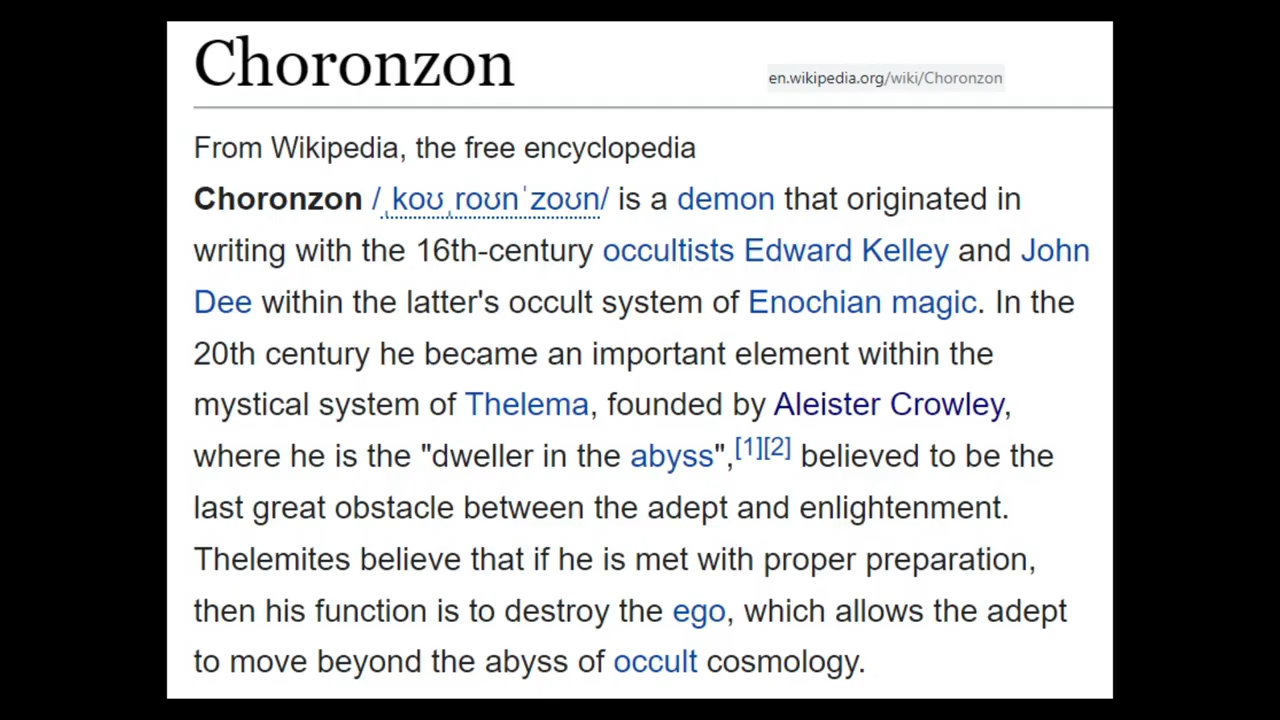 Choronzon
en.wikipedia.org/wiki/Choronzon
From Wikipedia, the free encyclopedia
Choronzon /ˌkoʊˌroʊnˈzoʊn/ is a demon that originated in
writing with the 16th-century occultists Edward Kelley and John
Dee within the latter's occult system of Enochian magic. In the
20th century he became an important element within the
mystical system of Thelema, founded by Aleister Crowley,
where he is the "dweller in the abyss",[1][2] believed to be the
last great obstacle between the adept and enlightenment.
Thelemites believe that if he is met with proper preparation,
then his function is to destroy the ego, which allows the adept
to move beyond the abyss of occult cosmology.